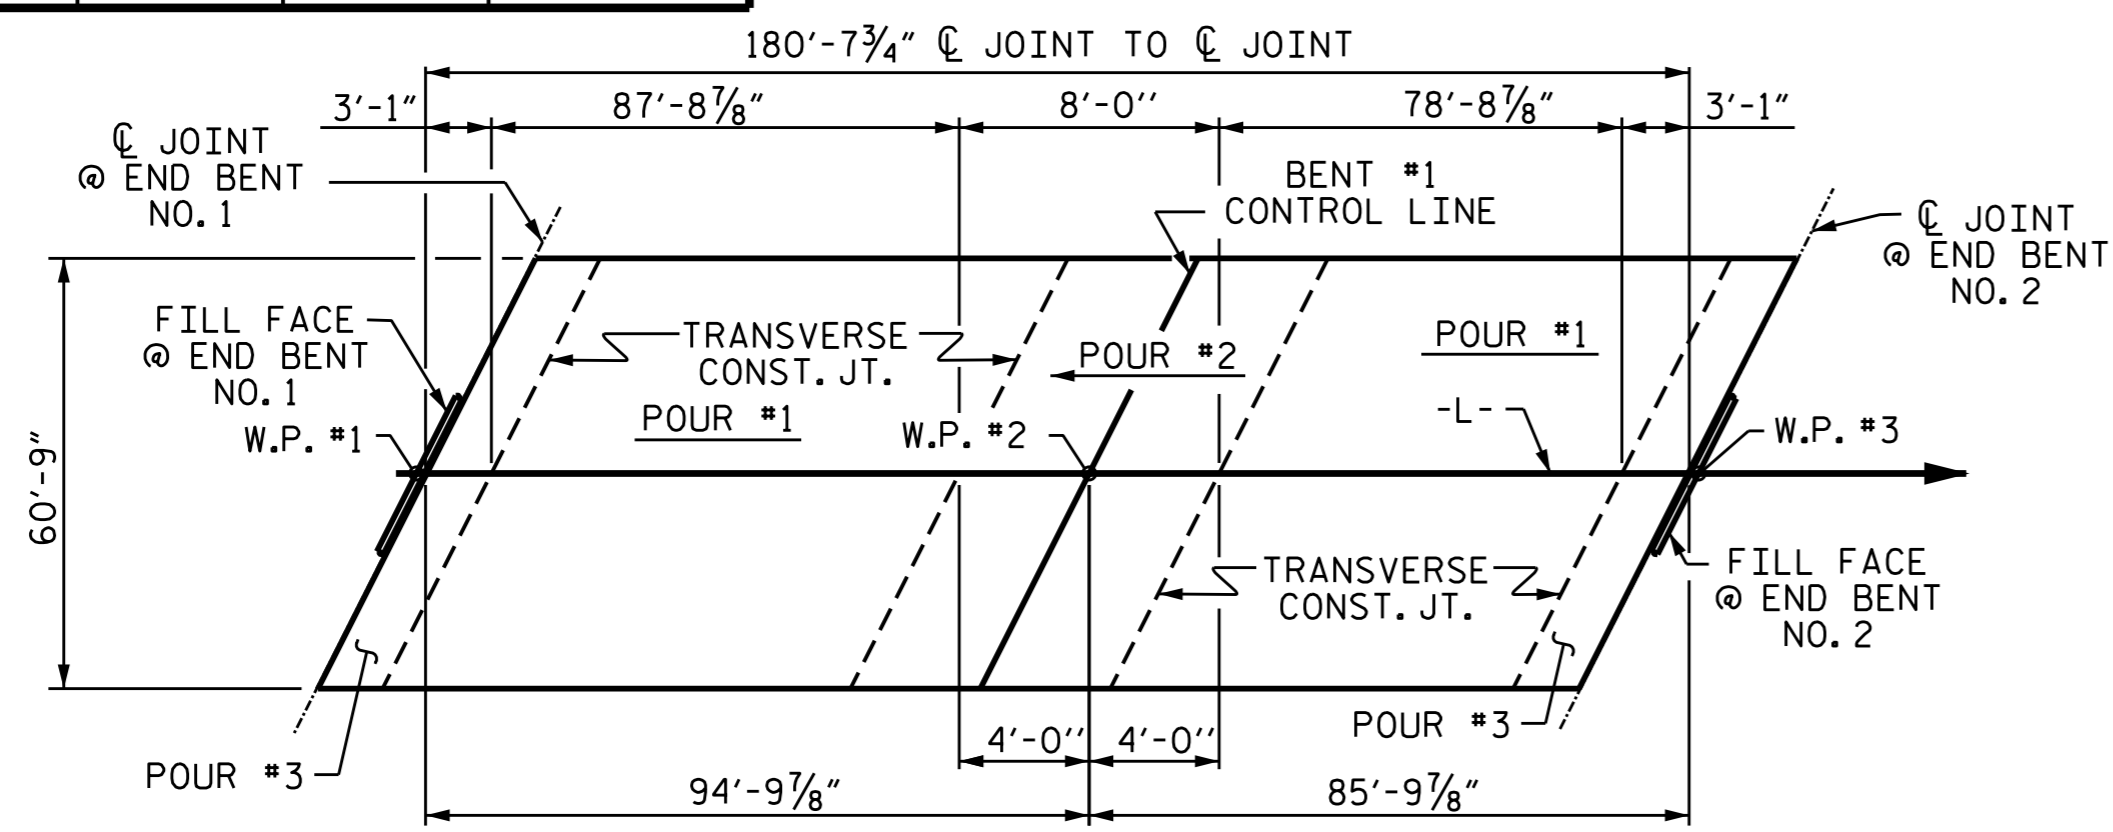 180′-7¾″ ℄ JOINT TO ℄ JOINT
3′-1″
87′-8⅞″
8′-0′′
78′-8⅞″
3′-1″
℄ JOINT
@ END BENT
NO. 1
BENT #1
CONTROL LINE
℄ JOINT
@ END BENT
NO. 2
FILL FACE
@ END BENT
NO. 1
TRANSVERSE
CONST. JT.
POUR #2
POUR #1
POUR #1
W.P. #1
W.P. #2
-L-
W.P. #3
60′-9″
TRANSVERSE
CONST. JT.
FILL FACE
@ END BENT
NO. 2
POUR #3
POUR #3
4′-0′′
4′-0′′
94′-9⅞″
85′-9⅞″